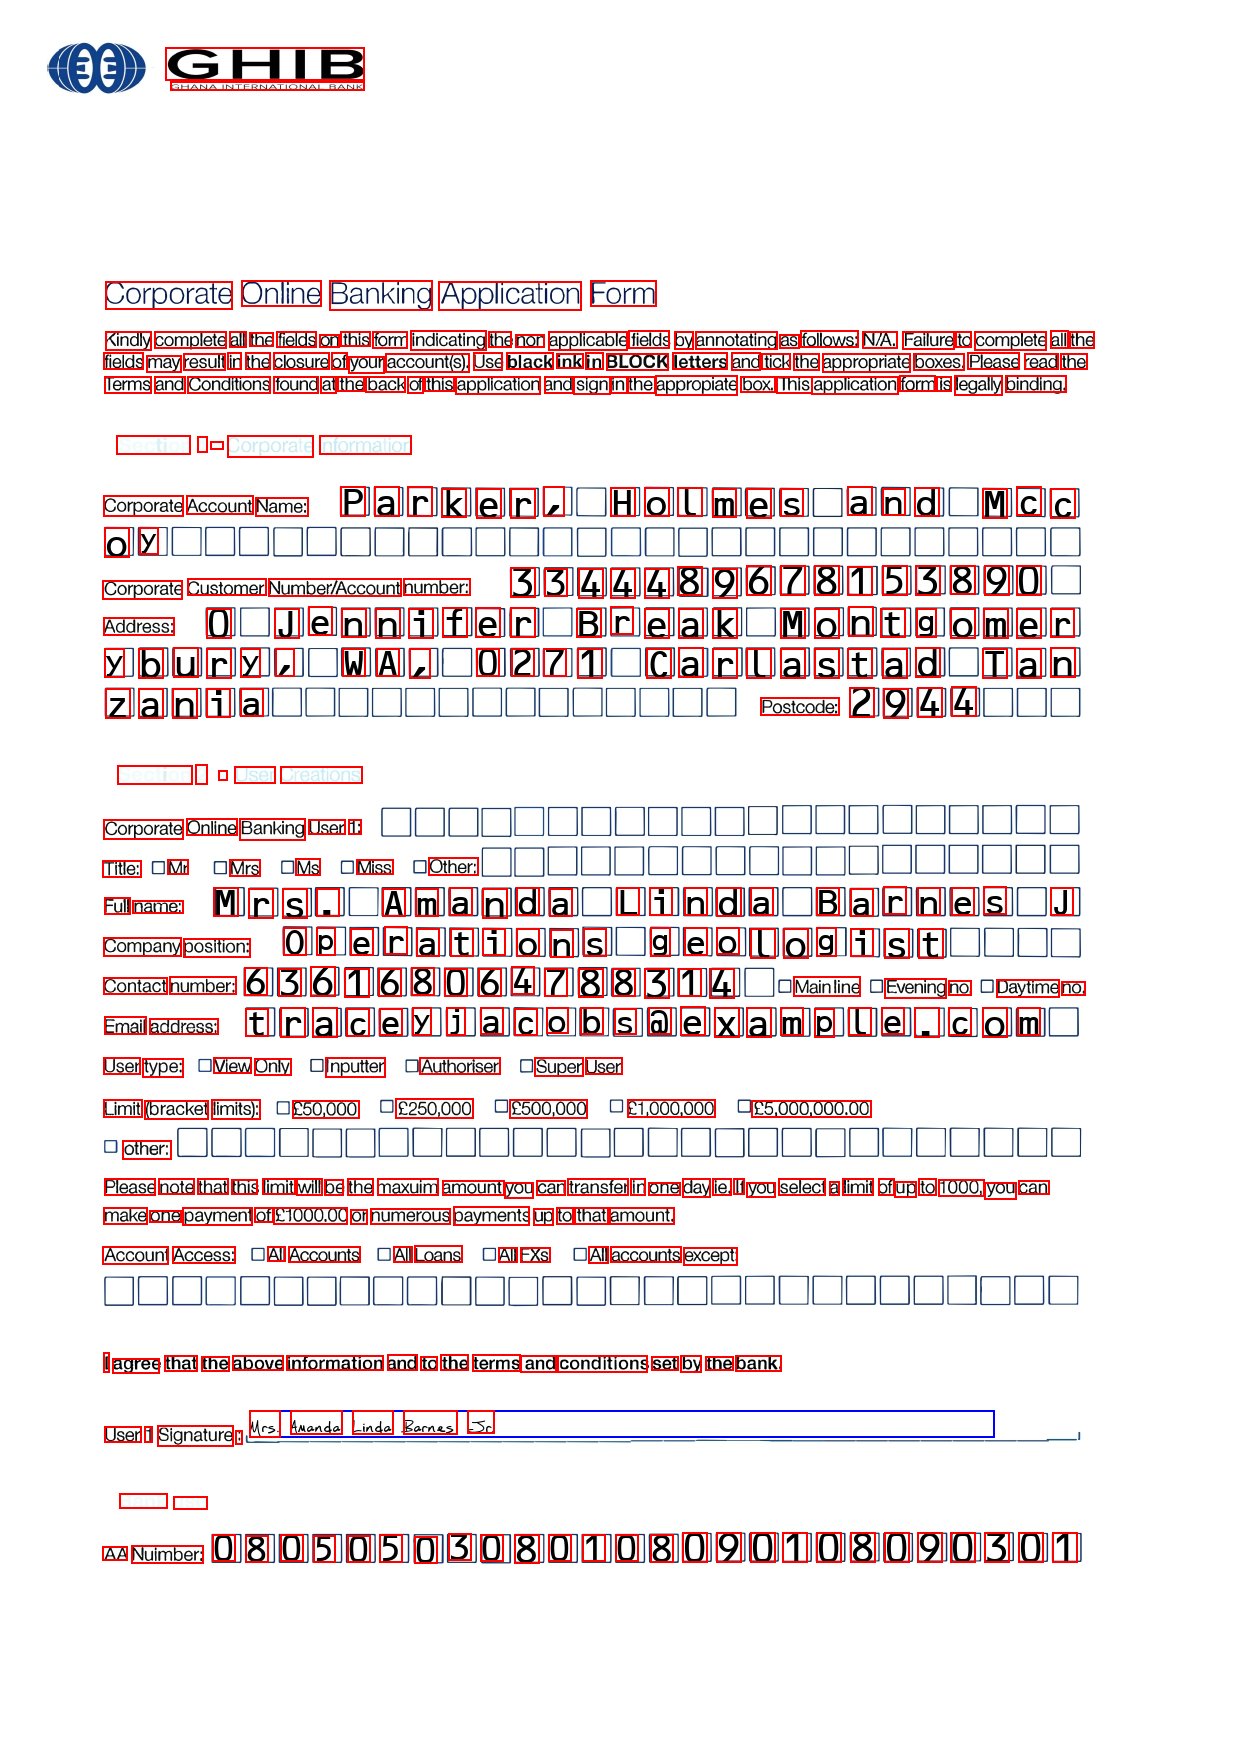 GHIB
GHANA INTERNATIONAL BANK
Corporate Online Banking Application Form
Kindly complete all the fields on this form indicating the non applicable fields by annotating as follows: N/A. Failure to complete all the
fields may result in the closure of your account(s). Use black ink in BLOCK letters and tick the appropriate boxes. Please read the
Terms and Conditions found at the back of this application and sign in the appropiate box. This application form is legally binding.
Section - Corporate Information
Corporate Account Name: Parker, Holmes and Mcc
oy
Corporate Customer Number/Account number: 3344489678153890
Address: 0 Jennifer Break Montgomer
ybury, WA, 0271 Carlastad Tan
zania Postcode: 2944
Section - User Creations
Corporate Online Banking User 1:
Title: Mr Mrs Ms Miss Other:
Full name: Mrs. Amanda Linda Barnes J
Company position: Operations geologist
Contact number: 636168064788314 Main line Evening no Daytime no.
Email address: traceyjacobs@example.com
User type: View Only Inputter Authoriser Super User
Limit (bracket limits): £50,000 £250,000 £500,000 £1,000,000 £5,000,000.00
other:
Please note that this limit will be the maxuim amount you can transfer in one day ie. If you select a limit of up to 1000, you can
make one payment of £1000.00 or numerous payments up to that amount.
Account Access: All Accounts All Loans All FXs All accounts except
I agree that the above information and to the terms and conditions set by the bank.
User 1 Signature: Mrs. Amanda Linda Barnes Jr
AA Nuimber: 08050503080108090108090301